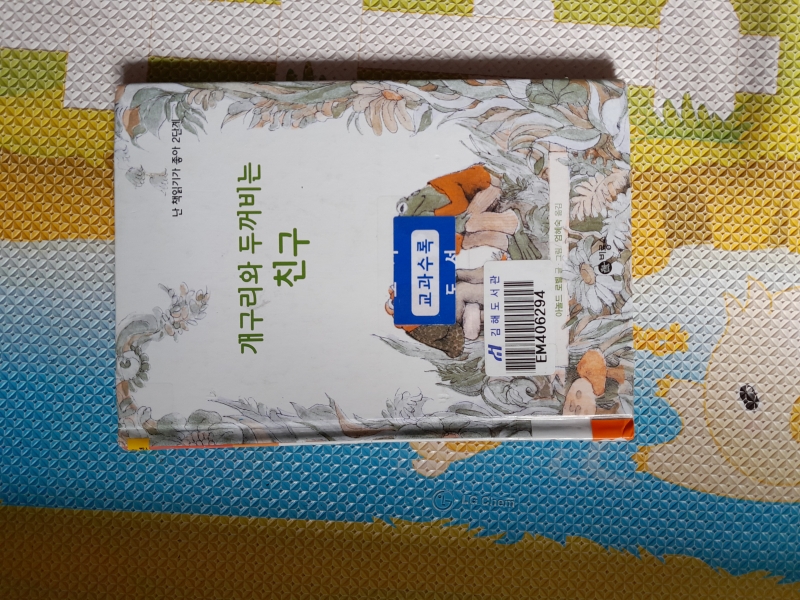 난 책읽기가 좋아 2단계
개구리와 두꺼비는
친구
교과수록
도서
김해도서관
EM406294
아놀드 로벨 글·그림 엄혜숙 옮김
비룡소
LG Chem